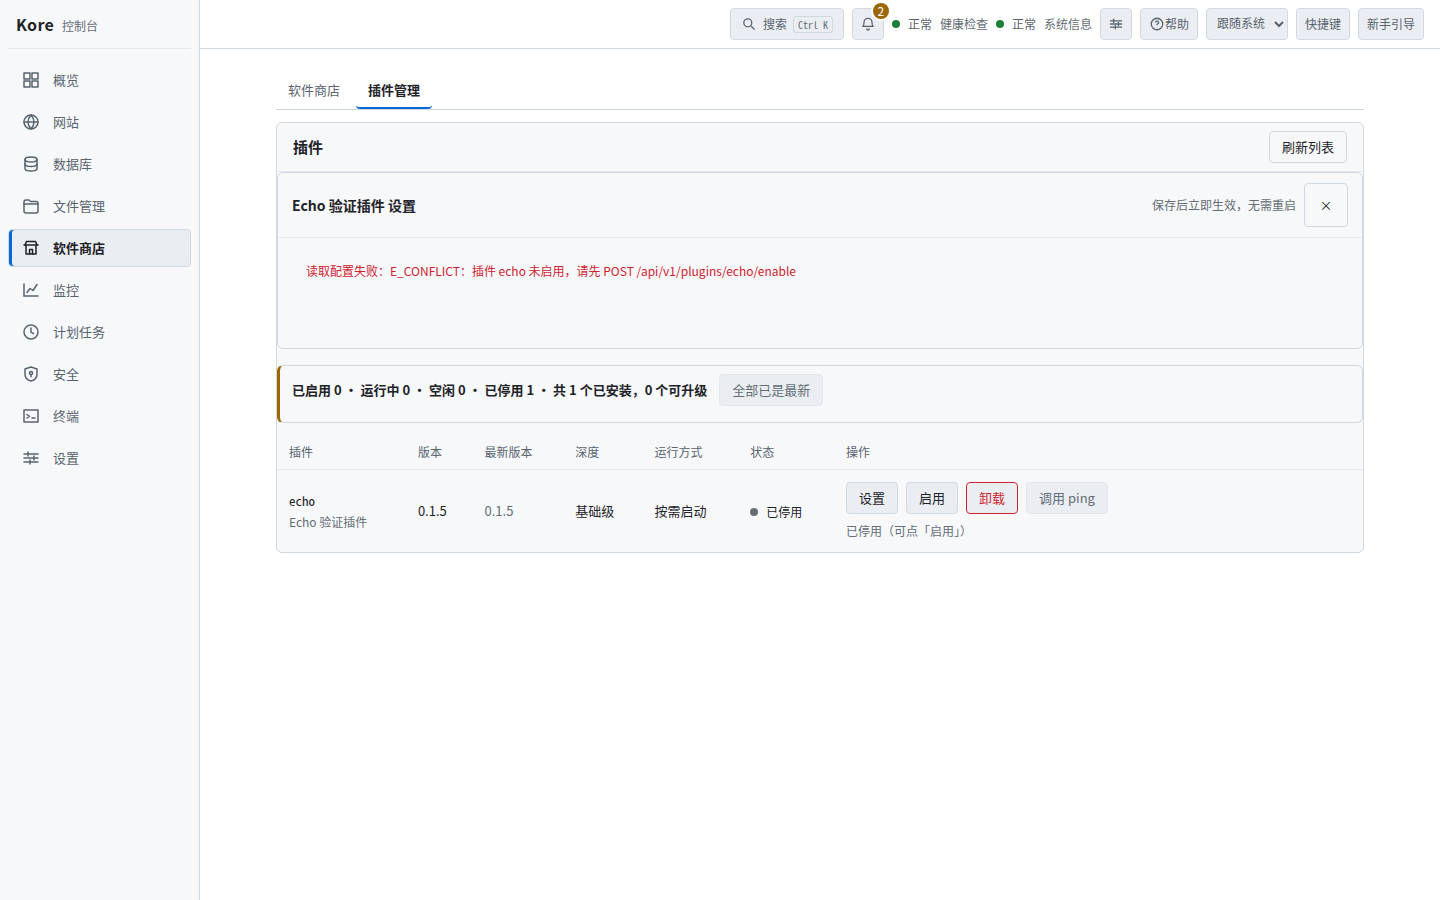 Kore 控制台
搜索 Ctrl K
2
正常 健康检查
正常 系统信息
帮助
跟随系统
快捷键
新手引导
概览
网站
数据库
文件管理
软件商店
监控
计划任务
安全
终端
设置
软件商店 插件管理
插件
刷新列表
Echo 验证插件 设置
保存后立即生效，无需重启
×
读取配置失败：E_CONFLICT：插件 echo 未启用，请先 POST /api/v1/plugins/echo/enable
已启用 0 · 运行中 0 · 空闲 0 · 已停用 1 · 共 1 个已安装，0 个可升级 全部已是最新
插件 版本 最新版本 深度 运行方式 状态 操作
echo
Echo 验证插件
0.1.5 0.1.5 基础级 按需启动 已停用
设置 启用 卸载 调用 ping
已停用（可点「启用」）